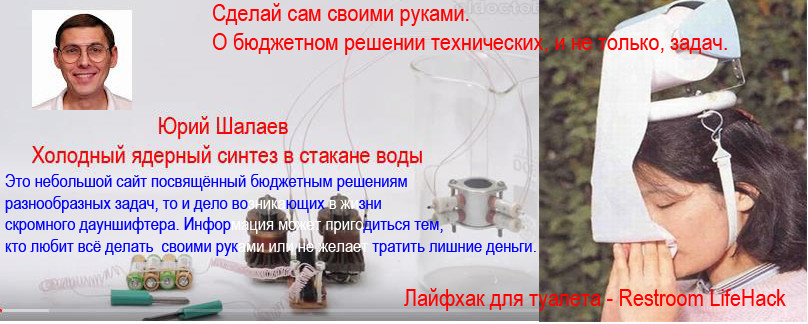 Сделай сам своими руками.
О бюджетном решении технических, и не только, задач.
Юрий Шалаев
Холодный ядерный синтез в стакане воды
Это небольшой сайт посвящённый бюджетным решениям
разнообразных задач, то и дело возникающих в жизни
скромного дауншифтера. Информация может пригодиться тем,
кто любит всё делать своими руками или не желает тратить лишние деньги.
Лайфхак для туалета - Restroom LifeHack